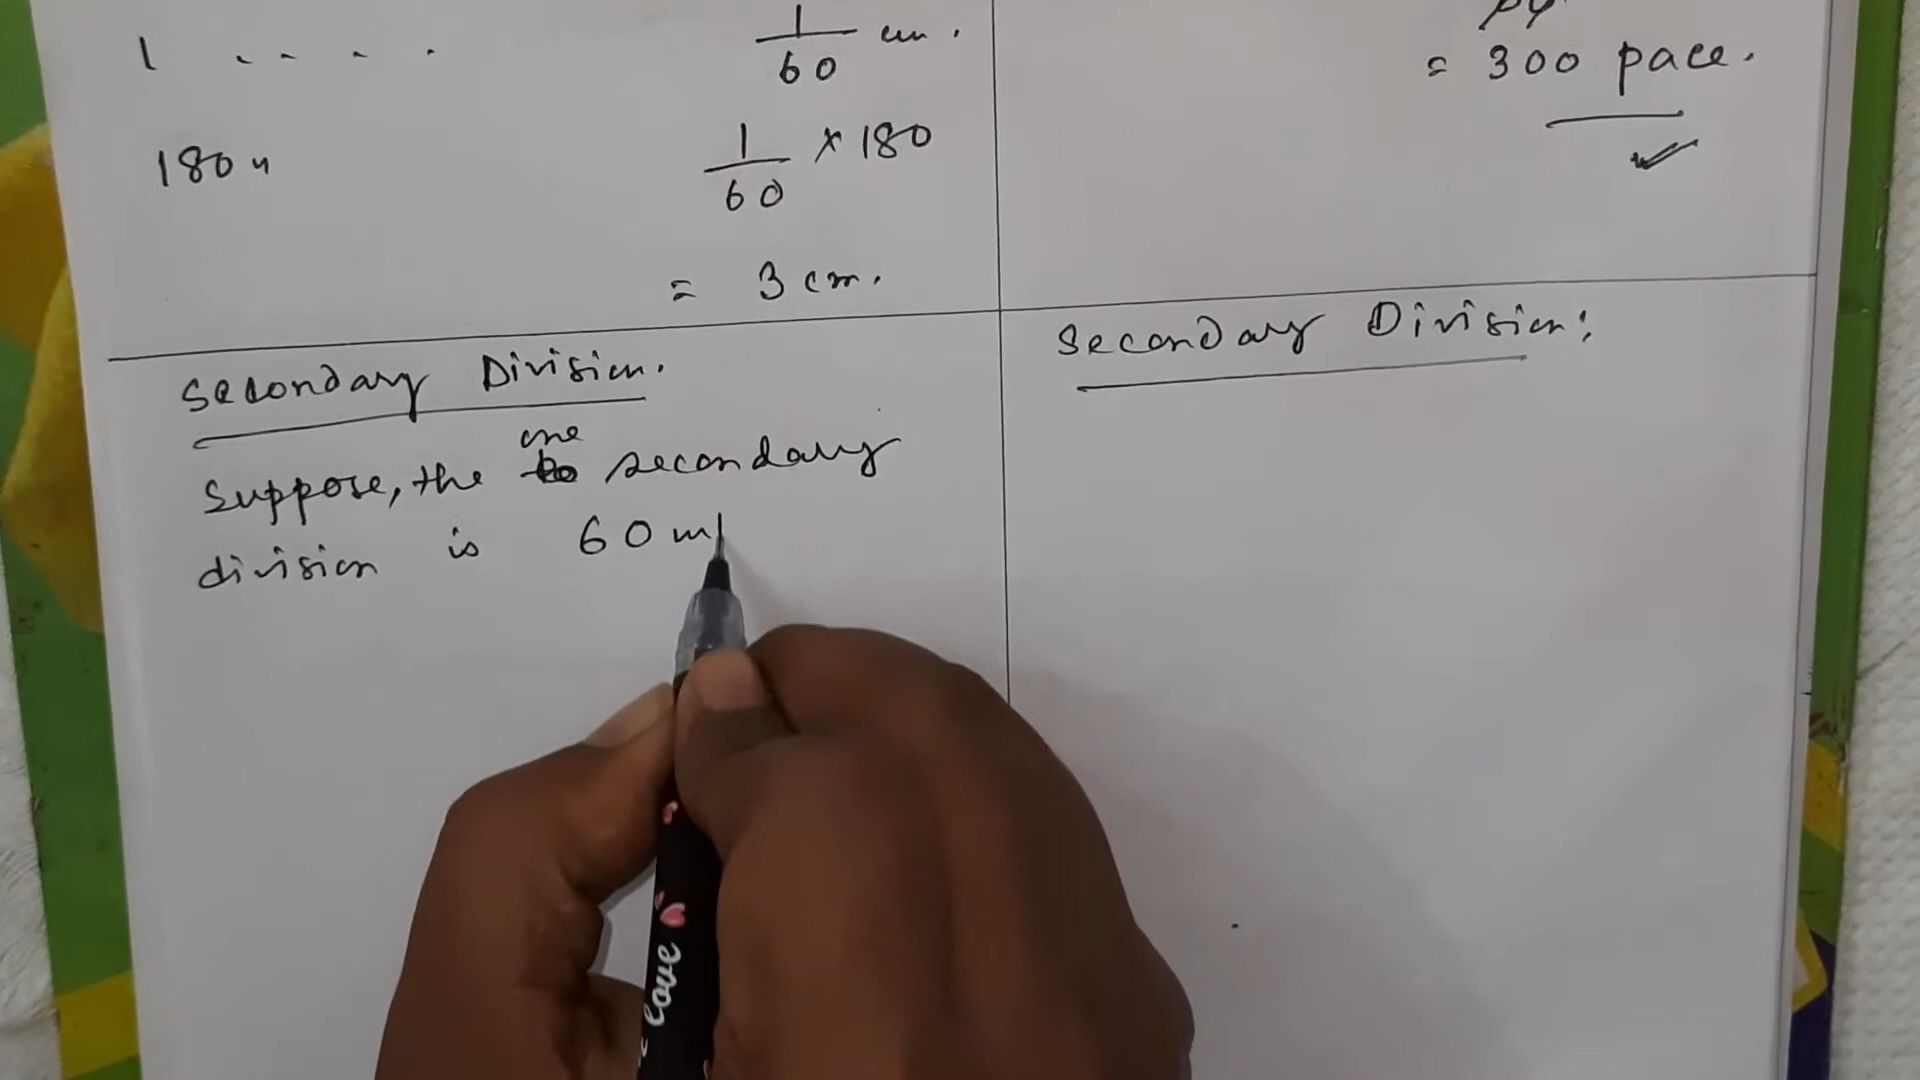 1 . . . . 1/60 cm.
180 " 1/60 × 180
= 3 cm.
= 300 pace.
Secondary Division.
Suppose, the one secondary
division is 60 m
Secondary Division:
love